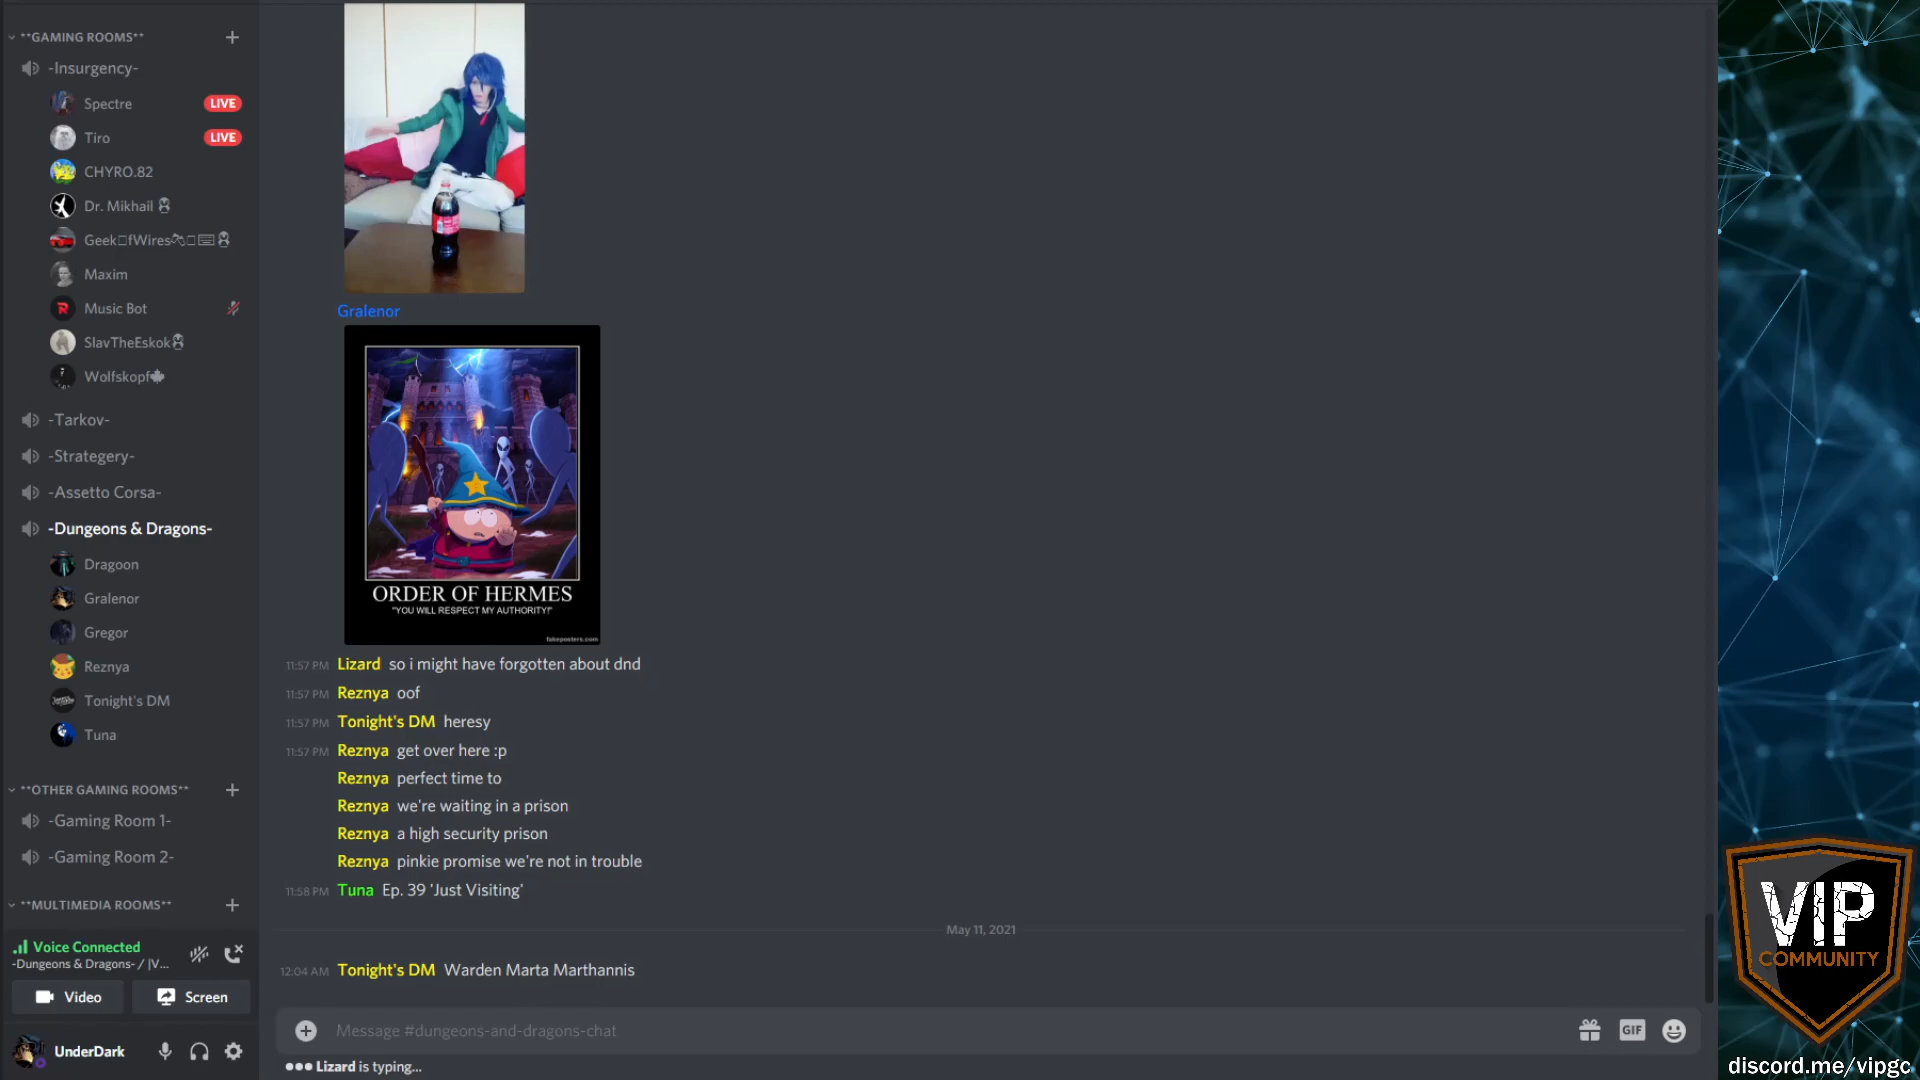 **GAMING ROOMS**
-Insurgency-
Spectre LIVE
Tiro LIVE
CHYRO.82
Dr. Mikhail
Geek□fWires
Maxim
Music Bot
SlavTheEskok
Wolfskopf
-Tarkov-
-Strategery-
-Assetto Corsa-
-Dungeons & Dragons-
Dragoon
Gralenor
Gregor
Reznya
Tonight's DM
Tuna
**OTHER GAMING ROOMS**
-Gaming Room 1-
-Gaming Room 2-
**MULTIMEDIA ROOMS**
Voice Connected
-Dungeons & Dragons- / |V...
Video Screen
UnderDark
Gralenor
ORDER OF HERMES
"YOU WILL RESPECT MY AUTHORITY!"
fakeposters.com
11:57 PM Lizard so i might have forgotten about dnd
11:57 PM Reznya oof
11:57 PM Tonight's DM heresy
11:57 PM Reznya get over here :p
Reznya perfect time to
Reznya we're waiting in a prison
Reznya a high security prison
Reznya pinkie promise we're not in trouble
11:58 PM Tuna Ep. 39 'Just Visiting'
May 11, 2021
12:04 AM Tonight's DM Warden Marta Marthannis
Message #dungeons-and-dragons-chat
GIF
Lizard is typing...
VIP
COMMUNITY
discord.me/vipgc